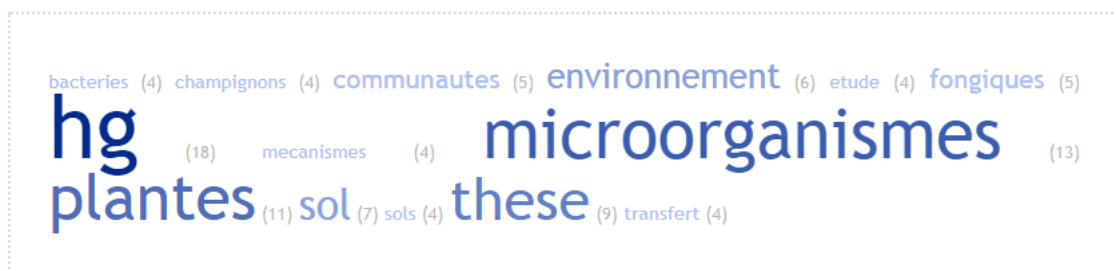 bacteries (4) champignons (4) communautes (5) environnement (6) etude (4) fongiques (5)
hg (18) mecanismes (4) microorganismes (13)
plantes (11) sol (7) sols (4) these (9) transfert (4)